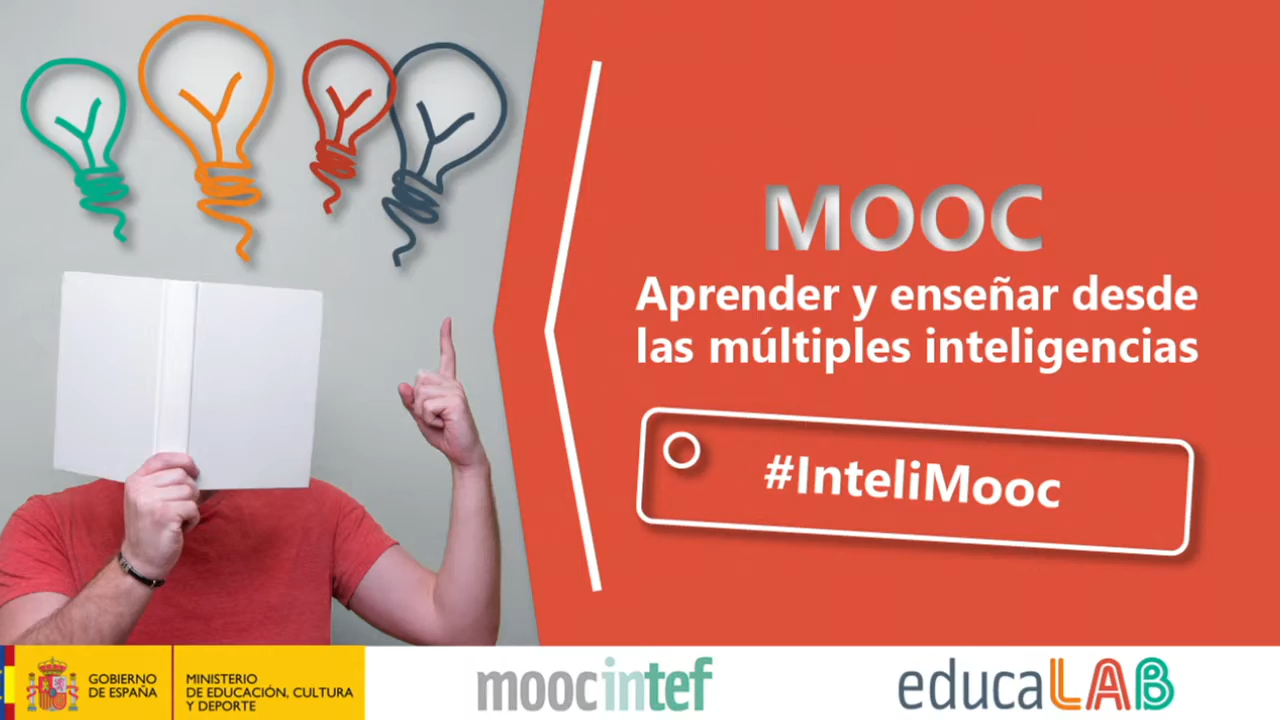 MOOC
Aprender y enseñar desde
las múltiples inteligencias
#InteliMooc
GOBIERNO
DE ESPAÑA
MINISTERIO
DE EDUCACIÓN, CULTURA
Y DEPORTE
moocintef
educaLAB